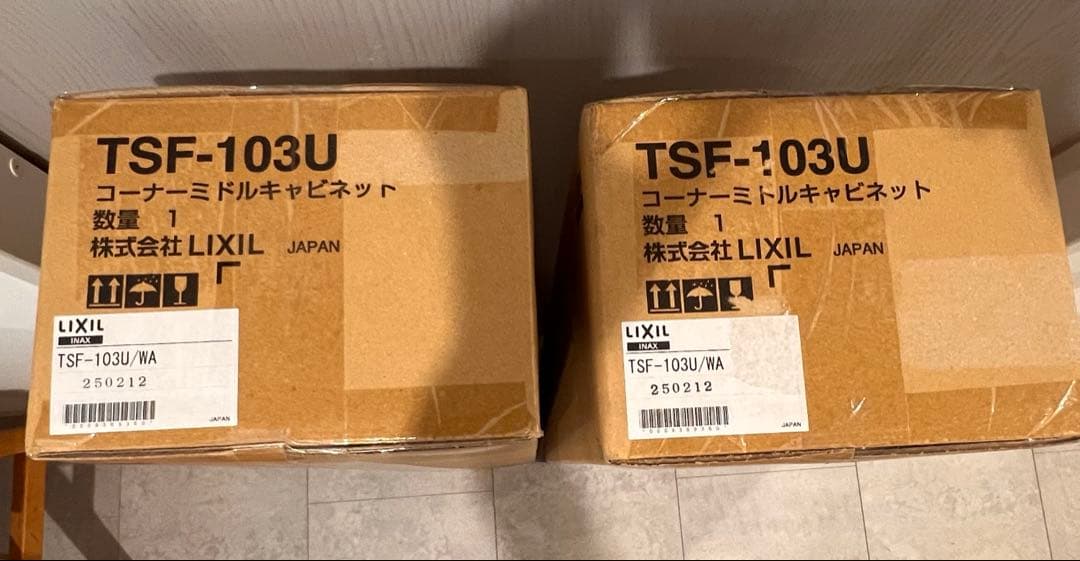 TSF-103U
コーナーミドルキャビネット
数量 1
株式会社 LIXIL JAPAN
LIXIL
INAX
TSF-103U/WA
250212
JAPAN
TSF-103U
コーナーミドルキャビネット
数量 1
株式会社 LIXIL JAPAN
LIXIL
INAX
TSF-103U/WA
250212
JAPAN